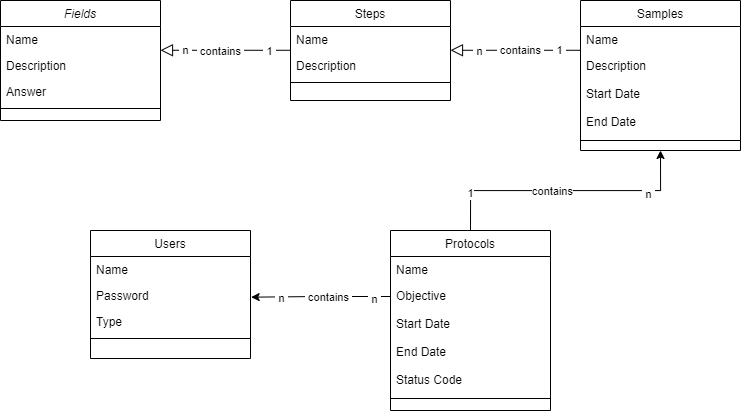 Fields
Name
Description
Answer
n
contains
1
Steps
Name
Description
n
contains
1
Samples
Name
Description
Start Date
End Date
1
contains
n
Users
Name
Password
Type
n
contains
n
Protocols
Name
Objective
Start Date
End Date
Status Code